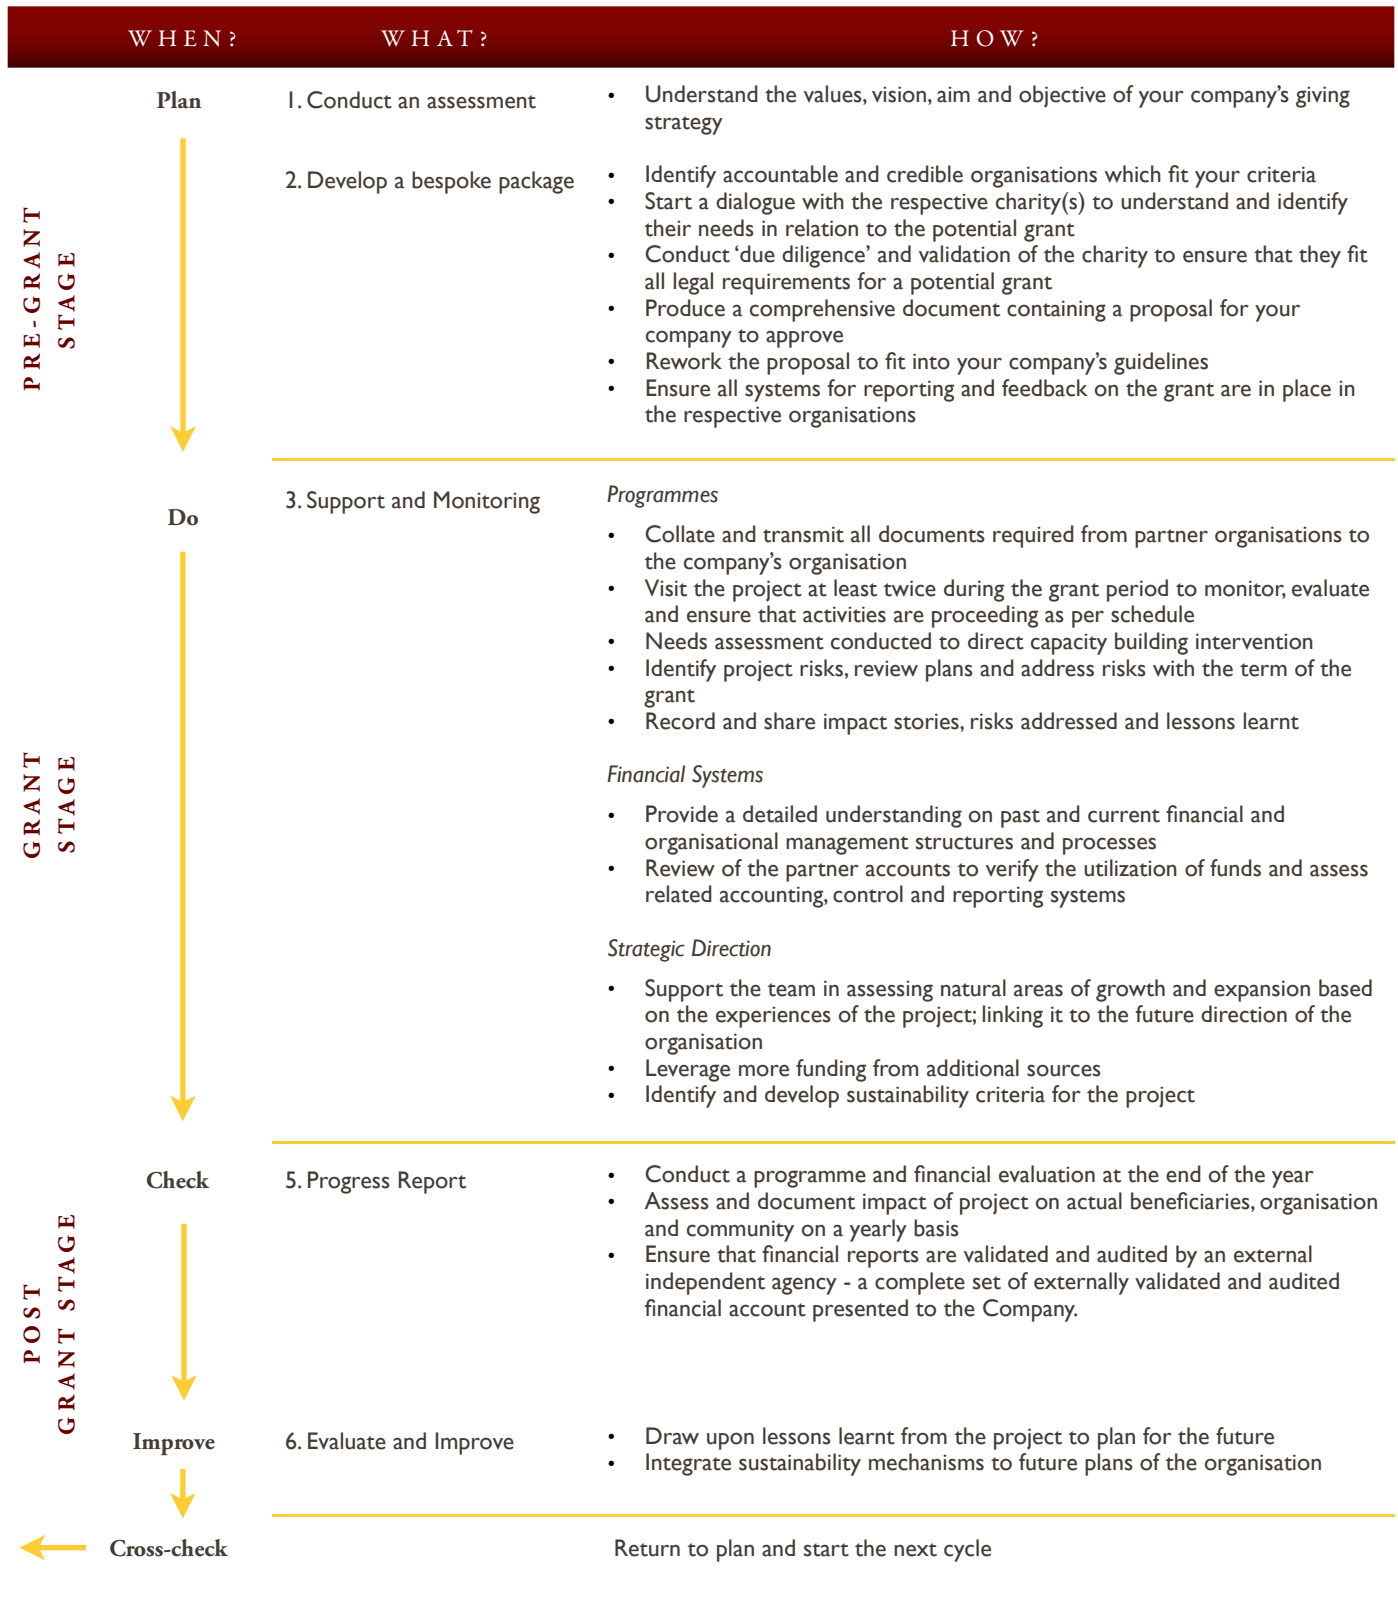 WHEN? WHAT? HOW?
PRE-GRANT
STAGE
Plan
1. Conduct an assessment
• Understand the values, vision, aim and objective of your company's giving
strategy
2. Develop a bespoke package
• Identify accountable and credible organisations which fit your criteria
• Start a dialogue with the respective charity(s) to understand and identify
their needs in relation to the potential grant
• Conduct 'due diligence' and validation of the charity to ensure that they fit
all legal requirements for a potential grant
• Produce a comprehensive document containing a proposal for your
company to approve
• Rework the proposal to fit into your company's guidelines
• Ensure all systems for reporting and feedback on the grant are in place in
the respective organisations
GRANT
STAGE
Do
3. Support and Monitoring
Programmes
• Collate and transmit all documents required from partner organisations to
the company's organisation
• Visit the project at least twice during the grant period to monitor, evaluate
and ensure that activities are proceeding as per schedule
• Needs assessment conducted to direct capacity building intervention
• Identify project risks, review plans and address risks with the term of the
grant
• Record and share impact stories, risks addressed and lessons learnt
Financial Systems
• Provide a detailed understanding on past and current financial and
organisational management structures and processes
• Review of the partner accounts to verify the utilization of funds and assess
related accounting, control and reporting systems
Strategic Direction
• Support the team in assessing natural areas of growth and expansion based
on the experiences of the project; linking it to the future direction of the
organisation
• Leverage more funding from additional sources
• Identify and develop sustainability criteria for the project
POST
GRANT STAGE
Check
5. Progress Report
• Conduct a programme and financial evaluation at the end of the year
• Assess and document impact of project on actual beneficiaries, organisation
and community on a yearly basis
• Ensure that financial reports are validated and audited by an external
independent agency - a complete set of externally validated and audited
financial account presented to the Company.
Improve
6. Evaluate and Improve
• Draw upon lessons learnt from the project to plan for the future
• Integrate sustainability mechanisms to future plans of the organisation
Cross-check
Return to plan and start the next cycle